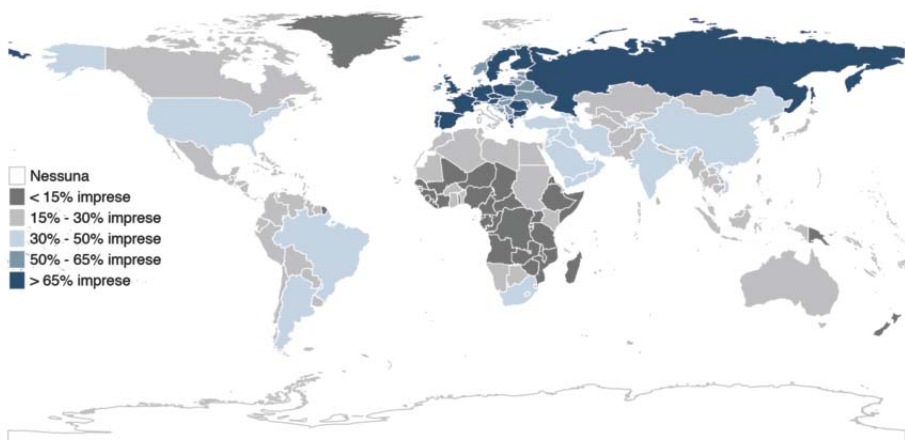 Nessuna
< 15% imprese
15% - 30% imprese
30% - 50% imprese
50% - 65% imprese
> 65% imprese